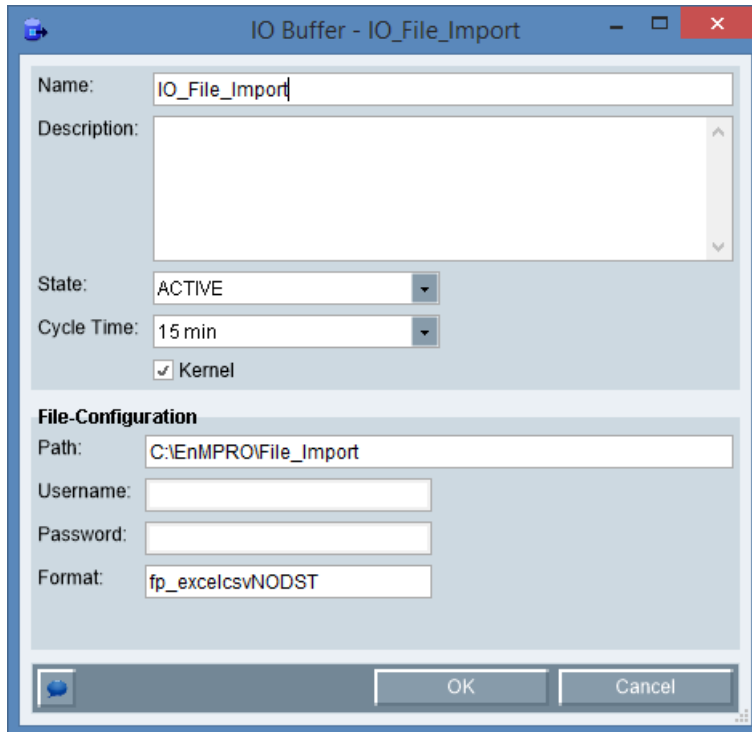 IO Buffer - IO_File_Import
Name: IO_File_Import
Description:
State: ACTIVE
Cycle Time: 15 min
Kernel
File-Configuration
Path: C:\EnMPRO\File_Import
Username:
Password:
Format: fp_excelcsvNODST
OK Cancel